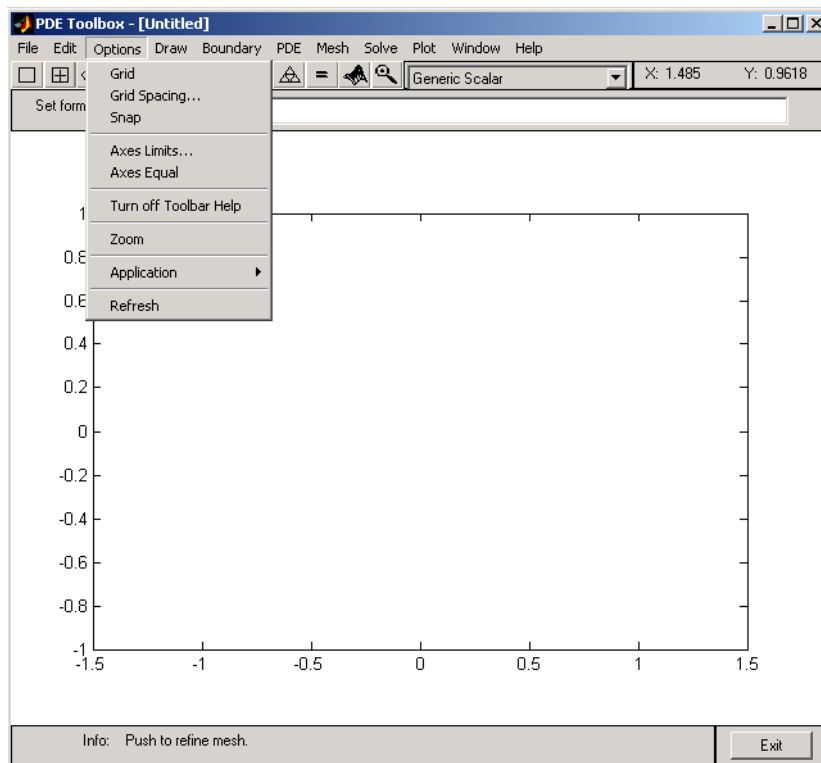 PDE Toolbox - [Untitled]
File Edit Options Draw Boundary PDE Mesh Solve Plot Window Help
Generic Scalar X: 1.485 Y: 0.9618
Set form
Grid
Grid Spacing...
Snap
Axes Limits...
Axes Equal
Turn off Toolbar Help
Zoom
Application
Refresh
1
0.8
0.6
0.4
0.2
0
-0.2
-0.4
-0.6
-0.8
-1
-1.5 -1 -0.5 0 0.5 1 1.5
Info: Push to refine mesh.
Exit